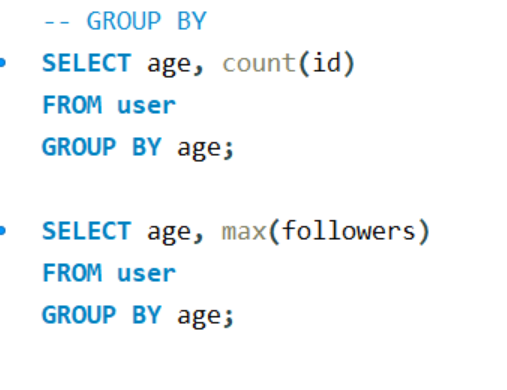 -- GROUP BY
SELECT age, count(id)
FROM user
GROUP BY age;
SELECT age, max(followers)
FROM user
GROUP BY age;